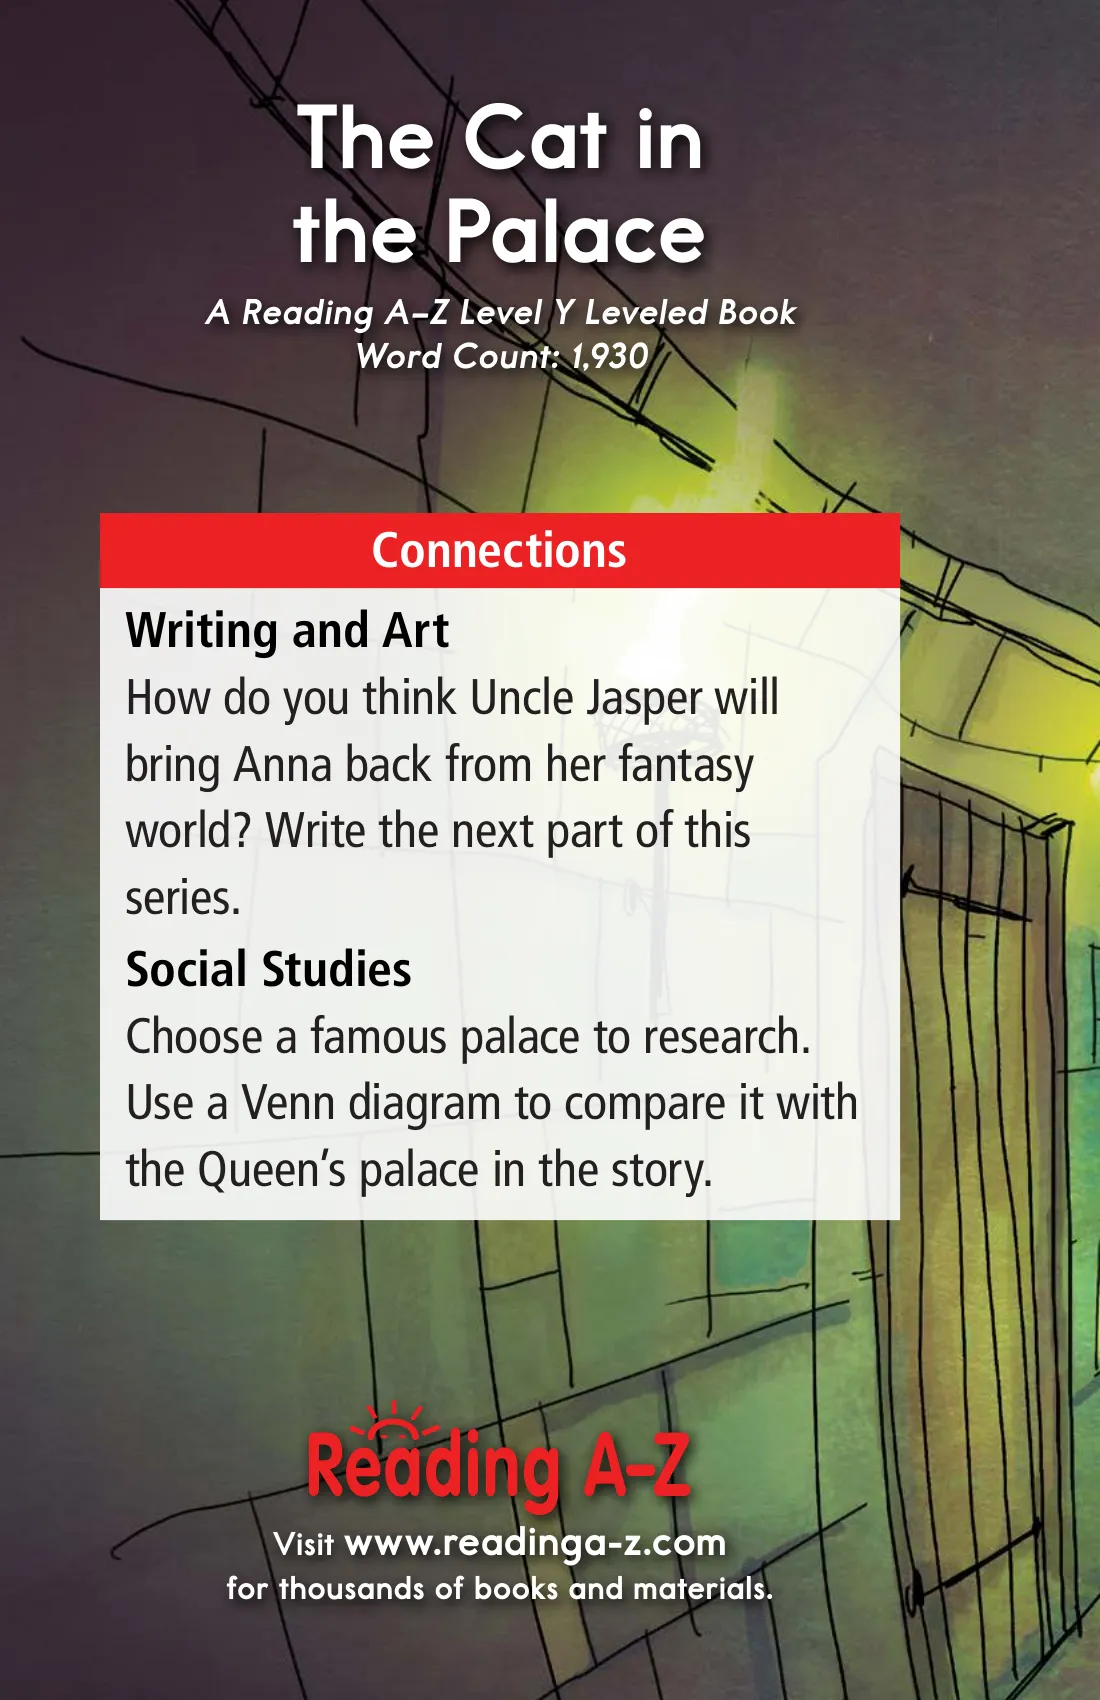 The Cat in
the Palace
A Reading A–Z Level Y Leveled Book
Word Count: 1,930
Connections
Writing and Art
How do you think Uncle Jasper will
bring Anna back from her fantasy
world? Write the next part of this
series.
Social Studies
Choose a famous palace to research.
Use a Venn diagram to compare it with
the Queen’s palace in the story.
Reading A–Z
Visit www.readinga-z.com
for thousands of books and materials.